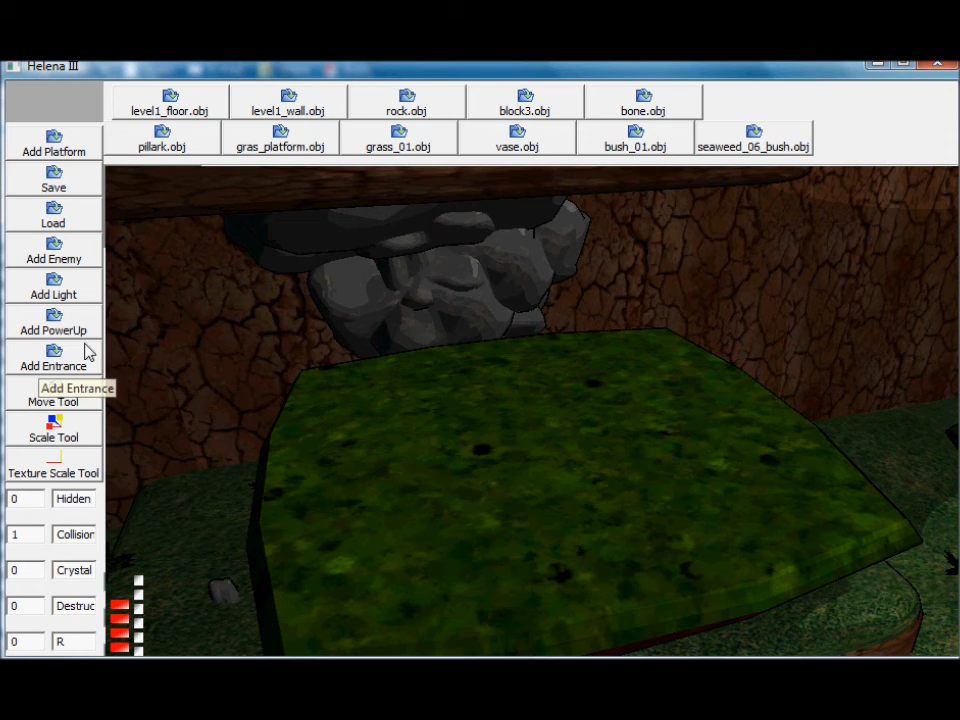 Helena III
level1_floor.obj
level1_wall.obj
rock.obj
block3.obj
bone.obj
pillark.obj
gras_platform.obj
grass_01.obj
vase.obj
bush_01.obj
seaweed_06_bush.obj
Add Platform
Save
Load
Add Enemy
Add Light
Add PowerUp
Add Entrance
Add Entrance
Move Tool
Scale Tool
Texture Scale Tool
0 Hidden
1 Collision
0 Crystal
0 Destruc
0 R